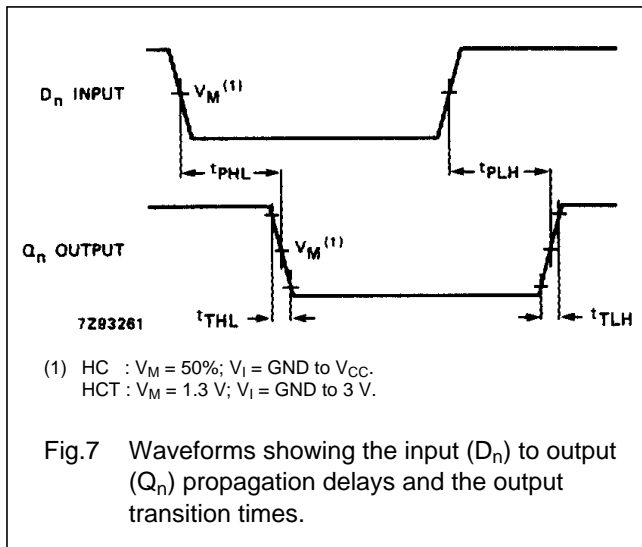 Dn INPUT
VM(1)
tPHL
tPLH
Qn OUTPUT
VM(1)
7Z93261
tTHL
tTLH
(1) HC : VM = 50%; VI = GND to VCC.
HCT : VM = 1.3 V; VI = GND to 3 V.
Fig.7 Waveforms showing the input (Dn) to output
(Qn) propagation delays and the output
transition times.